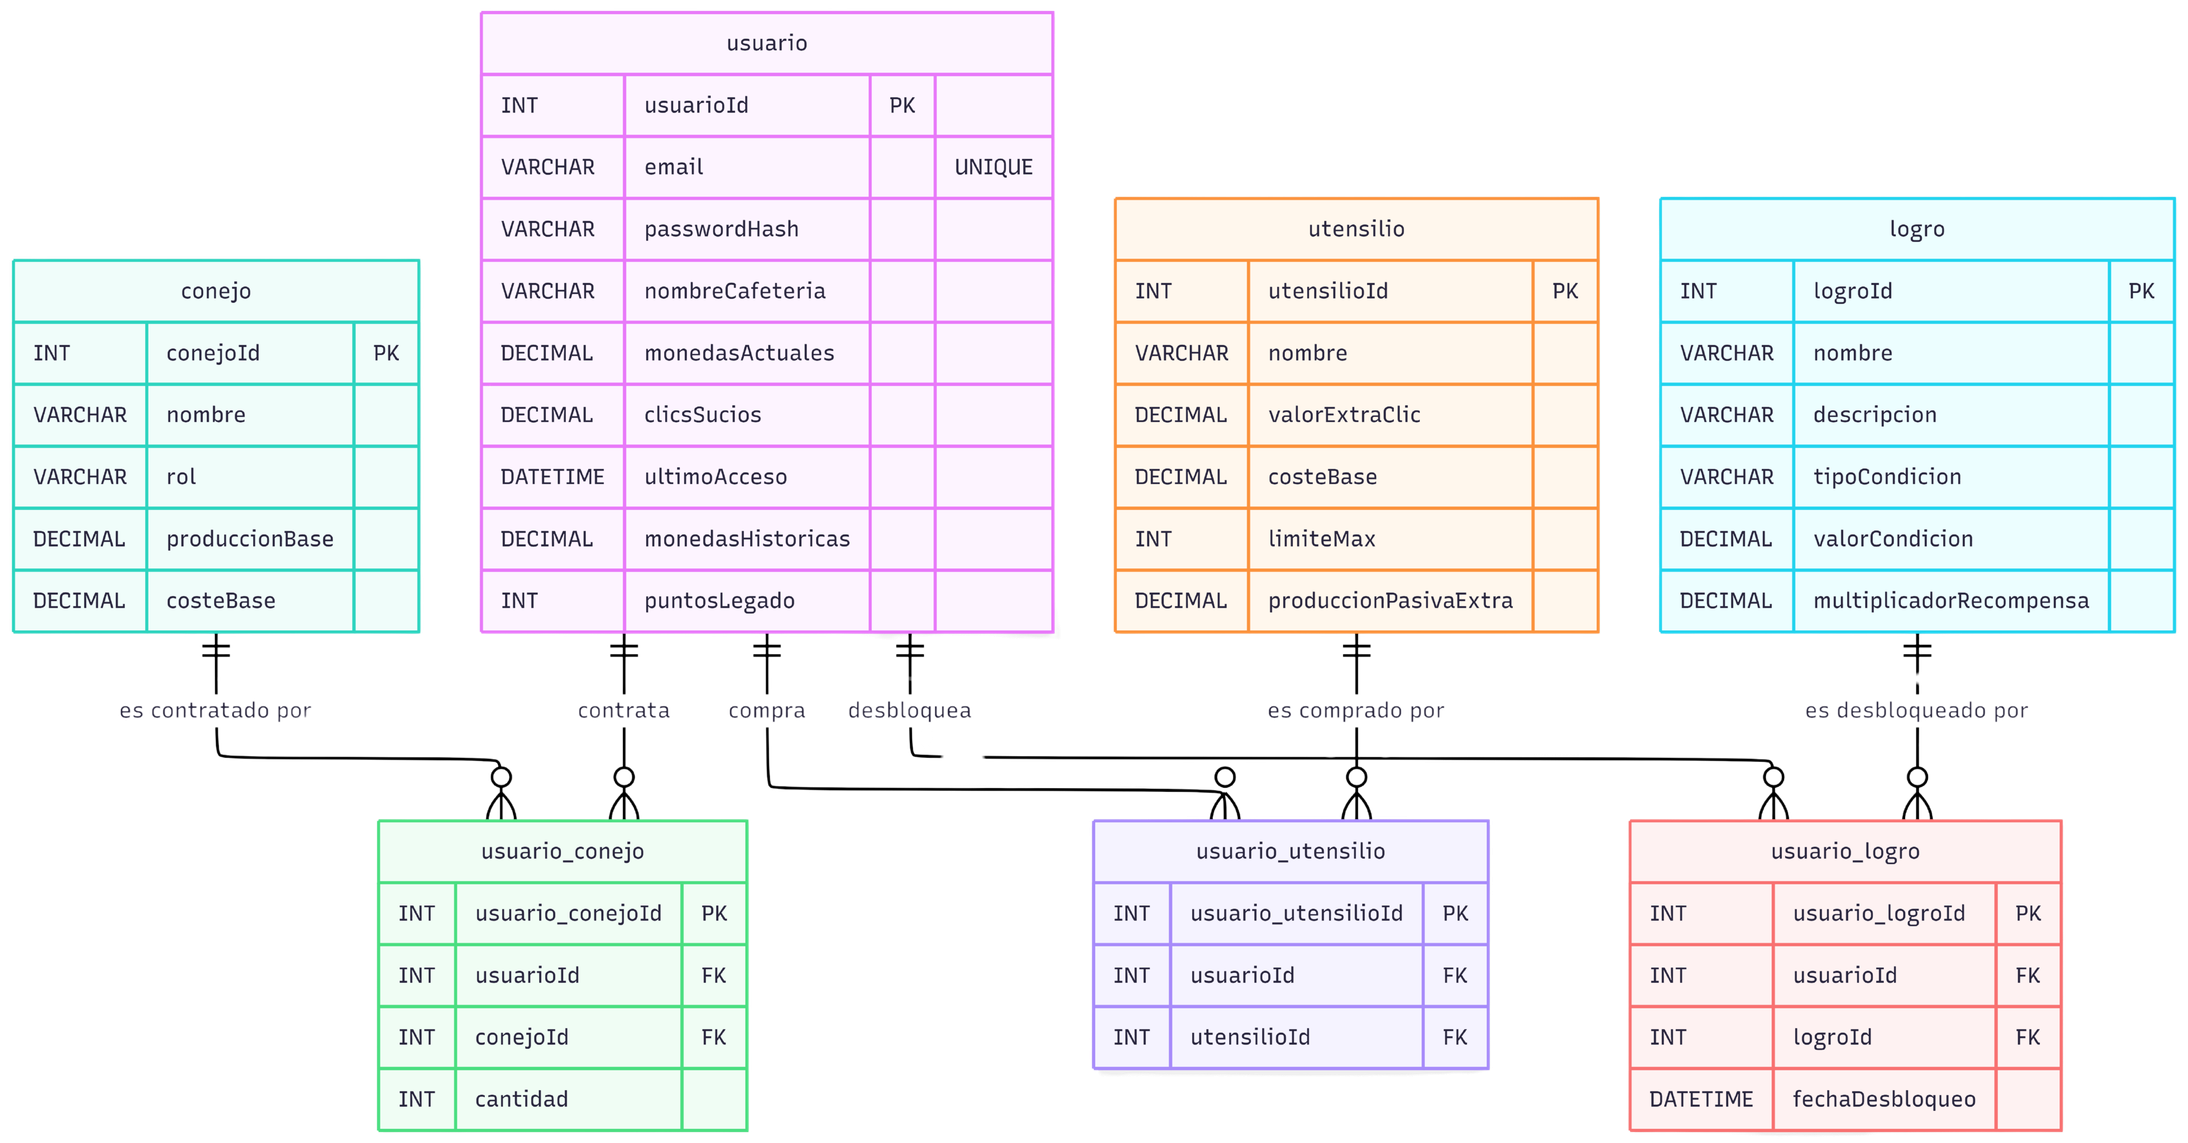 usuario
INT usuarioId PK
VARCHAR email UNIQUE
VARCHAR passwordHash
VARCHAR nombreCafeteria
DECIMAL monedasActuales
DECIMAL clicsSucios
DATETIME ultimoAcceso
DECIMAL monedasHistoricas
INT puntosLegado
utensilio
INT utensilioId PK
VARCHAR nombre
DECIMAL valorExtraClic
DECIMAL costeBase
INT limiteMax
DECIMAL produccionPasivaExtra
logro
INT logroId PK
VARCHAR nombre
VARCHAR descripcion
VARCHAR tipoCondicion
DECIMAL valorCondicion
DECIMAL multiplicadorRecompensa
conejo
INT conejoId PK
VARCHAR nombre
VARCHAR rol
DECIMAL produccionBase
DECIMAL costeBase
es contratado por
contrata
compra
desbloquea
es comprado por
es desbloqueado por
usuario_conejo
INT usuario_conejoId PK
INT usuarioId FK
INT conejoId FK
INT cantidad
usuario_utensilio
INT usuario_utensilioId PK
INT usuarioId FK
INT utensilioId FK
usuario_logro
INT usuario_logroId PK
INT usuarioId FK
INT logroId FK
DATETIME fechaDesbloqueo